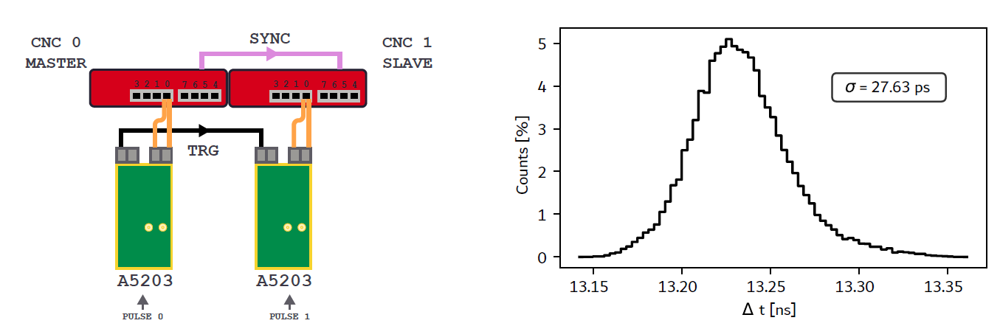 CNC 0
MASTER
SYNC
CNC 1
SLAVE
3 2 1 0 7 6 5 4
3 2 1 0 7 6 5 4
TRG
A5203
A5203
PULSE 0
PULSE 1
Counts [%]
5
4
3
2
1
0
σ = 27.63 ps
13.15 13.20 13.25 13.30 13.35
Δ t [ns]